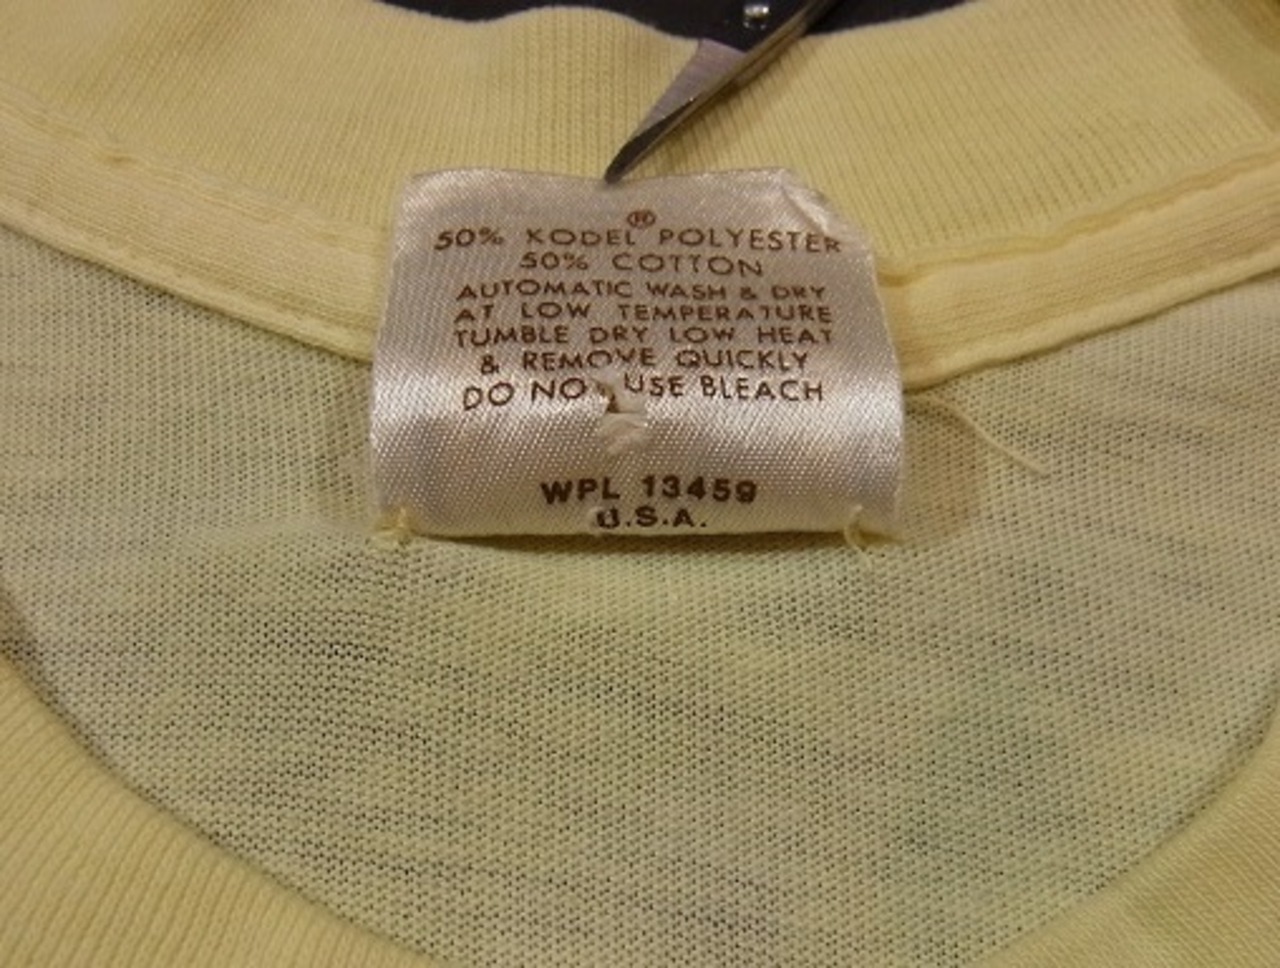 ®
50% KODEL POLYESTER
50% COTTON
AUTOMATIC WASH & DRY
AT LOW TEMPERATURE
TUMBLE DRY LOW HEAT
& REMOVE QUICKLY
DO NO USE BLEACH
WPL 13459
U.S.A.